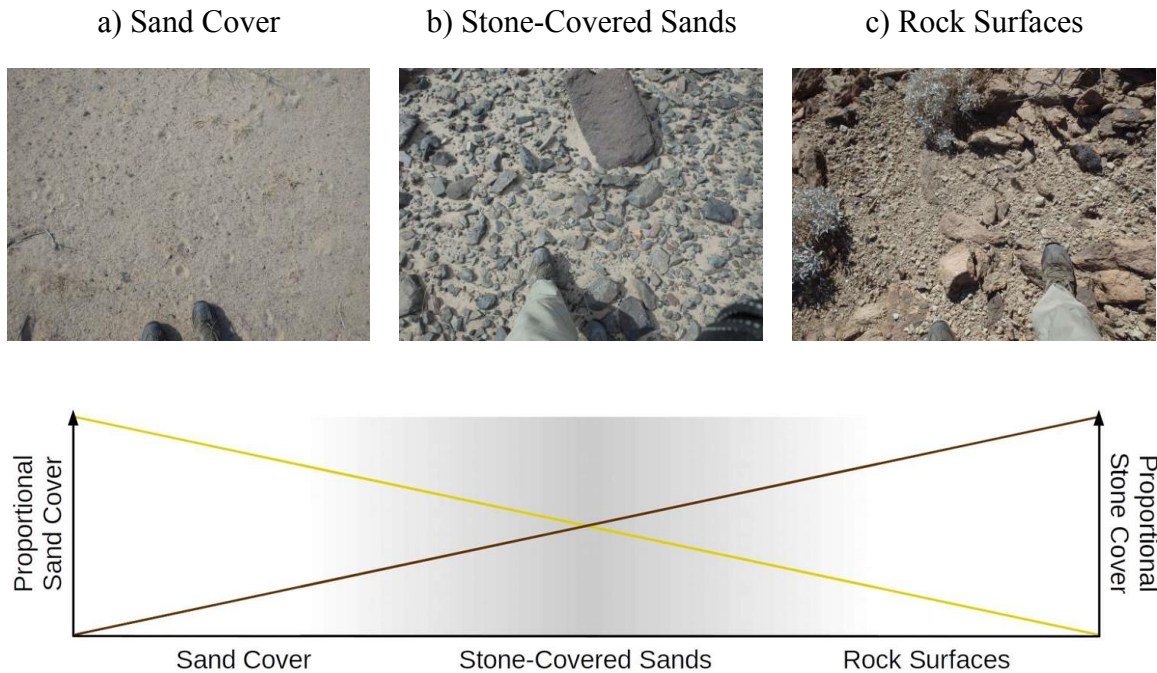 a) Sand Cover
b) Stone-Covered Sands
c) Rock Surfaces
Proportional
Sand Cover
Proportional
Stone Cover
Sand Cover
Stone-Covered Sands
Rock Surfaces